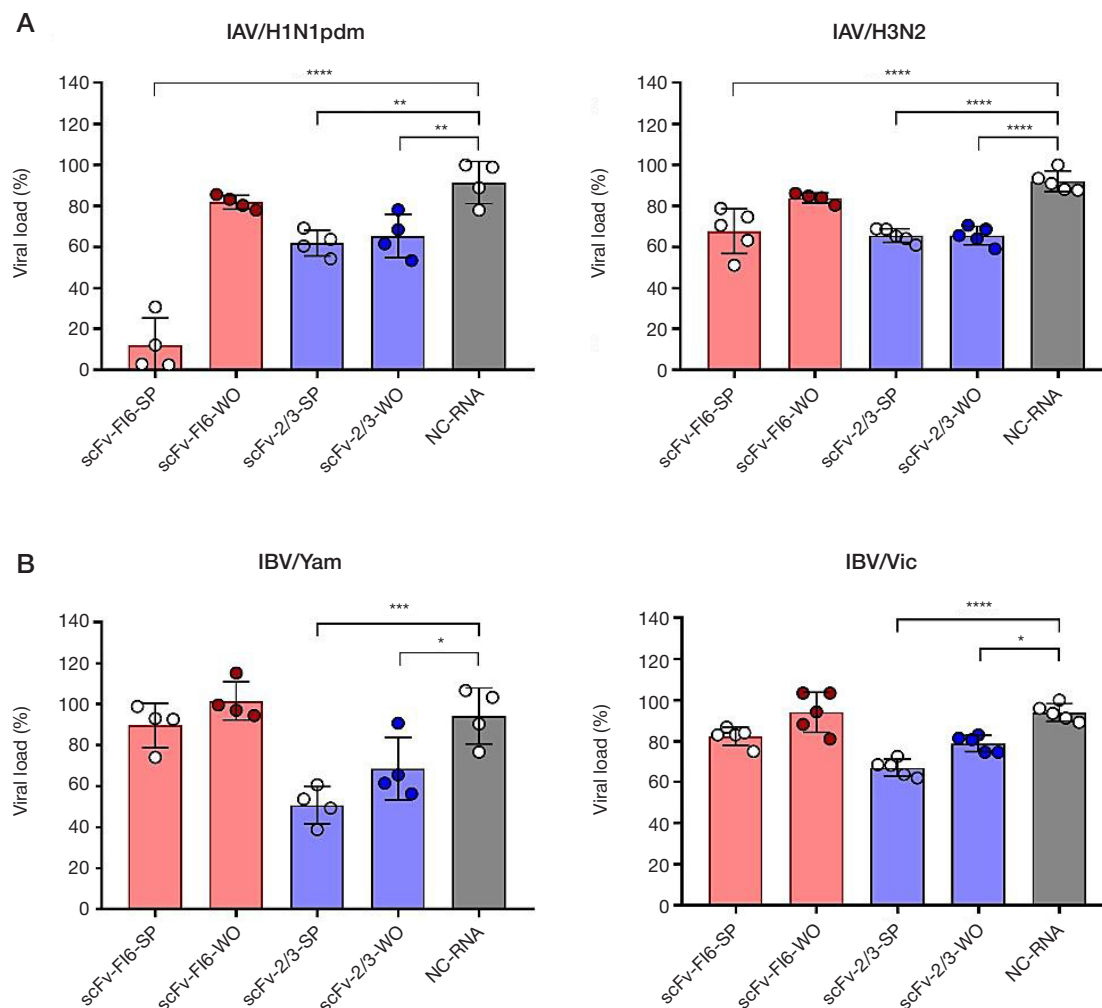 A
IAV/H1N1pdm
Viral load (%)
140
120
100
80
60
40
20
0
****
**
**
scFv-FI6-SP
scFv-FI6-WO
scFv-2/3-SP
scFv-2/3-WO
NC-RNA
IAV/H3N2
Viral load (%)
140
120
100
80
60
40
20
0
****
****
****
scFv-FI6-SP
scFv-FI6-WO
scFv-2/3-SP
scFv-2/3-WO
NC-RNA
B
IBV/Yam
Viral load (%)
140
120
100
80
60
40
20
0
***
*
scFv-FI6-SP
scFv-FI6-WO
scFv-2/3-SP
scFv-2/3-WO
NC-RNA
IBV/Vic
Viral load (%)
140
120
100
80
60
40
20
0
****
*
scFv-FI6-SP
scFv-FI6-WO
scFv-2/3-SP
scFv-2/3-WO
NC-RNA